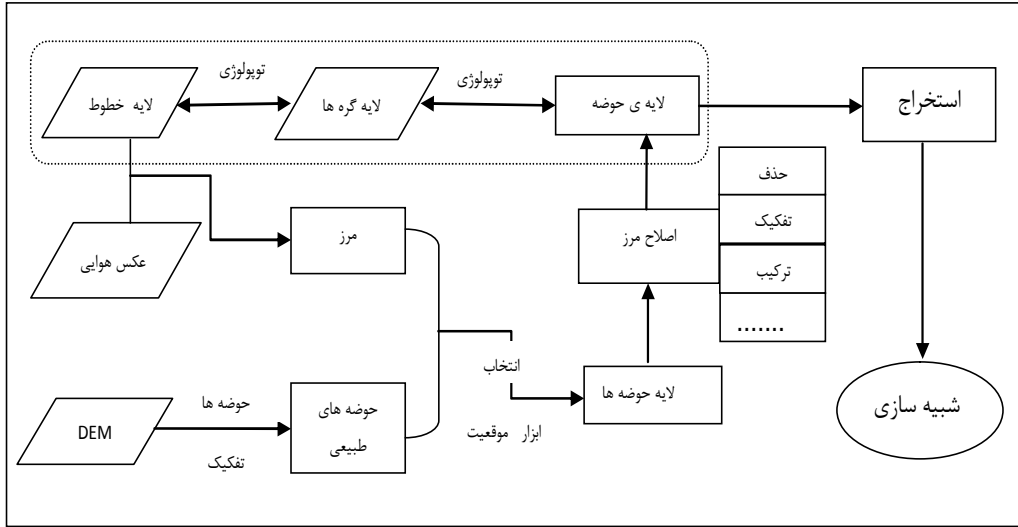 استخراج
لایه ی حوضه
توپولوژی
لایه گره ها
توپولوژی
لایه خطوط
حذف
تفکیک
ترکیب
.......
اصلاح مرز
مرز
عکس هوایی
انتخاب
ابزار موقعیت
لایه حوضه ها
شبیه سازی
حوضه های
طبیعی
حوضه ها
تفکیک
DEM